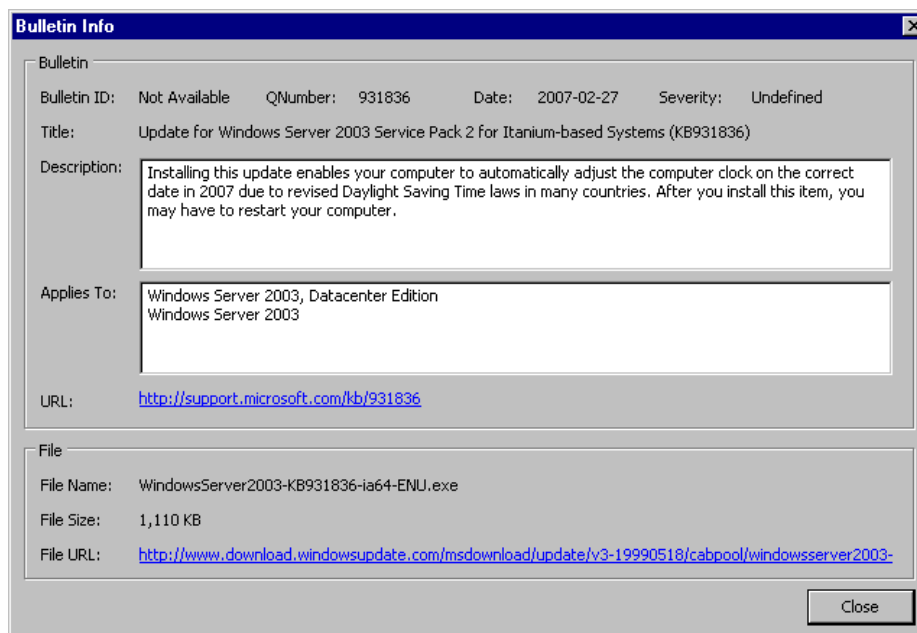 Bulletin Info
Bulletin
Bulletin ID: Not Available QNumber: 931836 Date: 2007-02-27 Severity: Undefined
Title: Update for Windows Server 2003 Service Pack 2 for Itanium-based Systems (KB931836)
Description: Installing this update enables your computer to automatically adjust the computer clock on the correct
date in 2007 due to revised Daylight Saving Time laws in many countries. After you install this item, you
may have to restart your computer.
Applies To: Windows Server 2003, Datacenter Edition
Windows Server 2003
URL: http://support.microsoft.com/kb/931836
File
File Name: WindowsServer2003-KB931836-ia64-ENU.exe
File Size: 1,110 KB
File URL: http://www.download.windowsupdate.com/msdownload/update/v3-19990518/cabpool/windowsserver2003-
Close